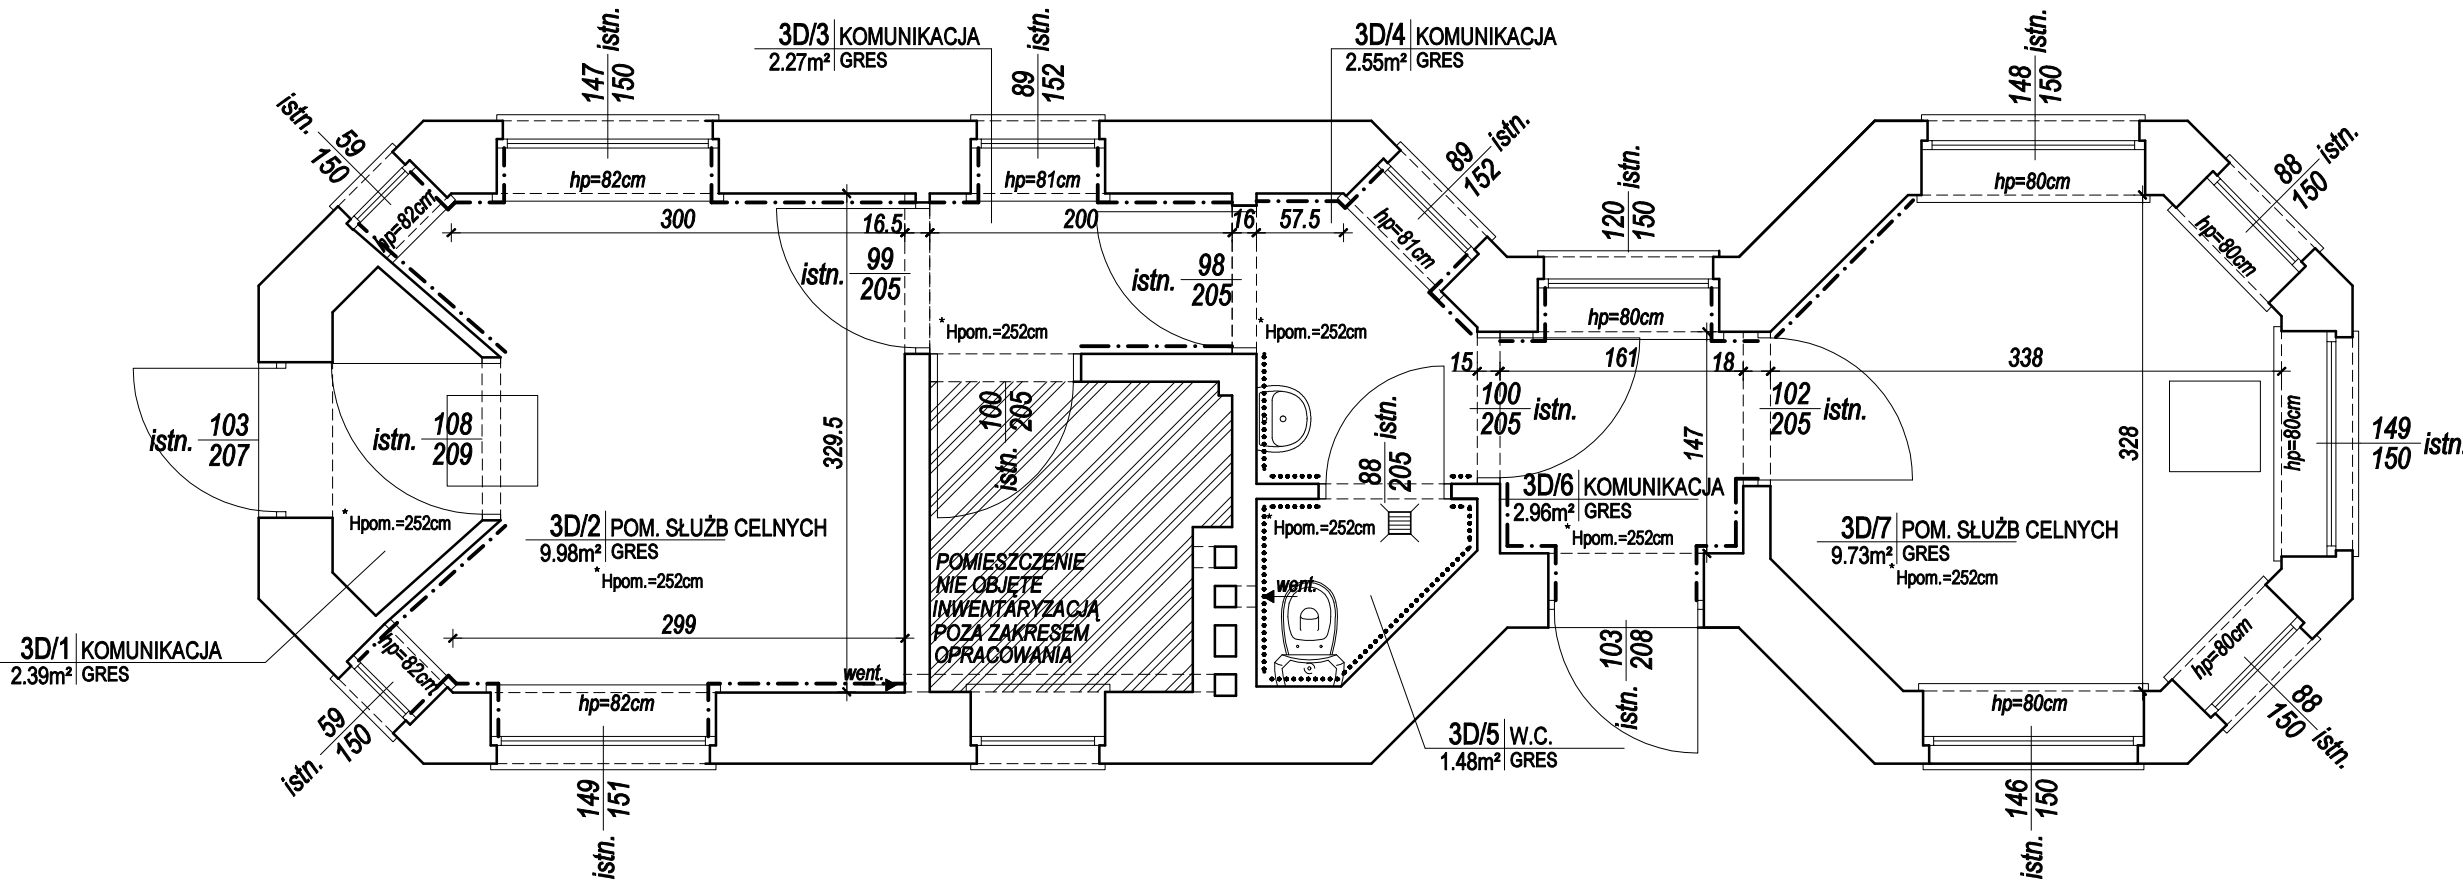 3D/3 KOMUNIKACJA
2.27m² GRES
3D/4 KOMUNIKACJA
2.55m² GRES
147
150 istn.
89
152 istn.
148
150 istn.
istn. 59
150
89
152 istn.
120
150 istn.
88
150 istn.
hp=82cm
hp=82cm
hp=81cm
hp=81cm
hp=80cm
hp=80cm
hp=80cm
300
16.5
200
16
57.5
istn. 99
205
istn. 98
205
*Hpom.=252cm
*Hpom.=252cm
15
161
18
338
istn. 103
207
istn. 108
209
329.5
100
205
istn.
88
205 istn.
100
205 istn.
147
102
205 istn.
328
hp=80cm
149
150 istn.
*Hpom.=252cm
3D/2 POM. SŁUŻB CELNYCH
9.98m² GRES
*Hpom.=252cm
*Hpom.=252cm
3D/6 KOMUNIKACJA
2.96m² GRES
*Hpom.=252cm
3D/7 POM. SŁUŻB CELNYCH
9.73m² GRES
*Hpom.=252cm
POMIESZCZENIE
NIE OBJĘTE
INWENTARYZACJĄ
POZA ZAKRESEM
OPRACOWANIA
went.
299
went.
3D/1 KOMUNIKACJA
2.39m² GRES
hp=82cm
hp=82cm
103
208
istn.
hp=80cm
hp=80cm
istn. 59
150
3D/5 W.C.
1.48m² GRES
88
150 istn.
149
151
istn.
146
150
istn.